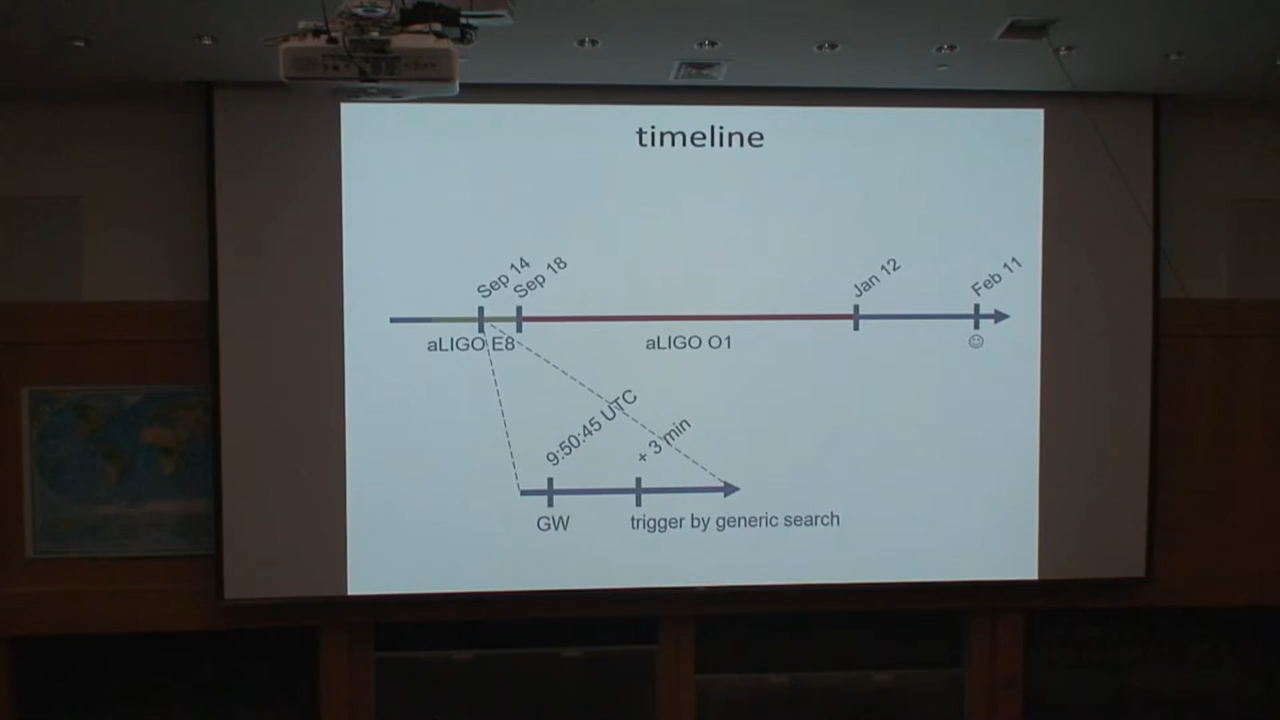 timeline
Sep 14
Sep 18
Jan 12
Feb 11
aLIGO E8
aLIGO O1
☺
9:50:45 UTC
+ 3 min
GW
trigger by generic search